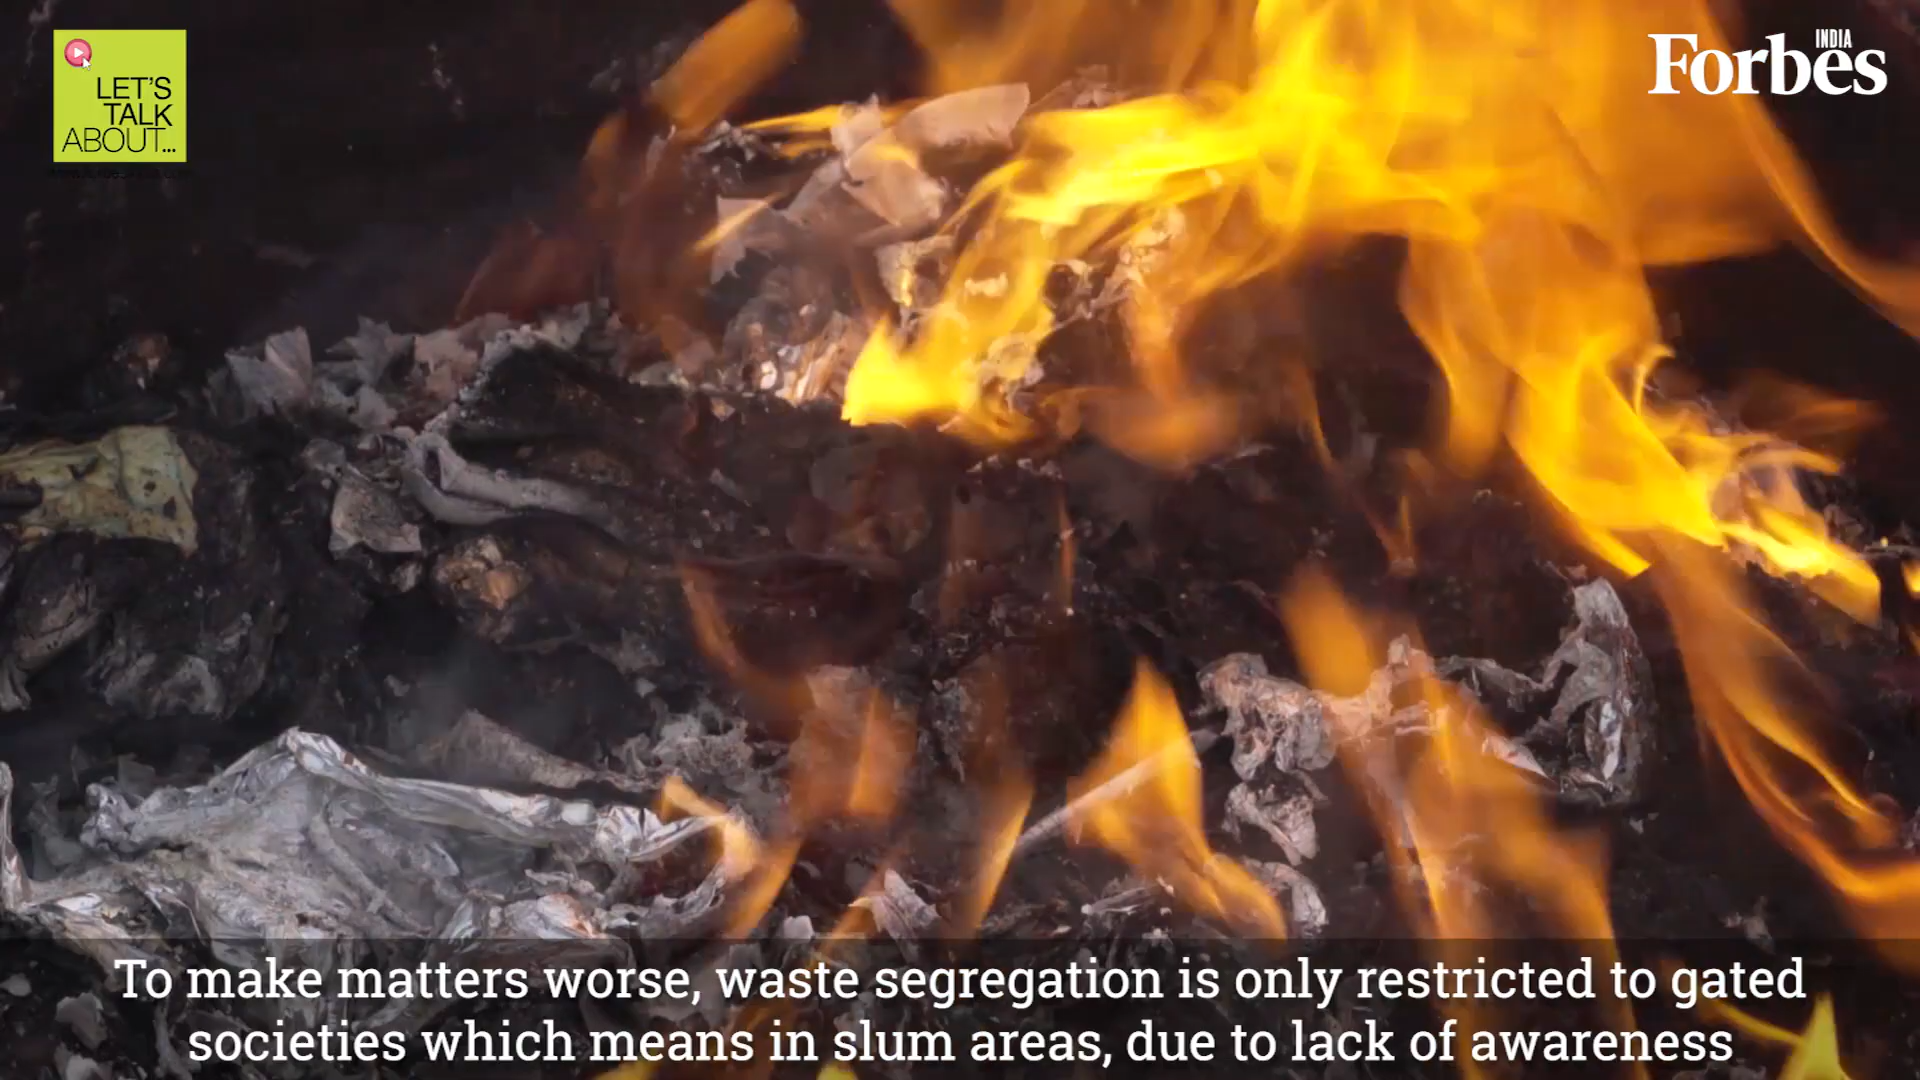 LET'S
TALK
ABOUT...
Forbes
INDIA
To make matters worse, waste segregation is only restricted to gated
societies which means in slum areas, due to lack of awareness